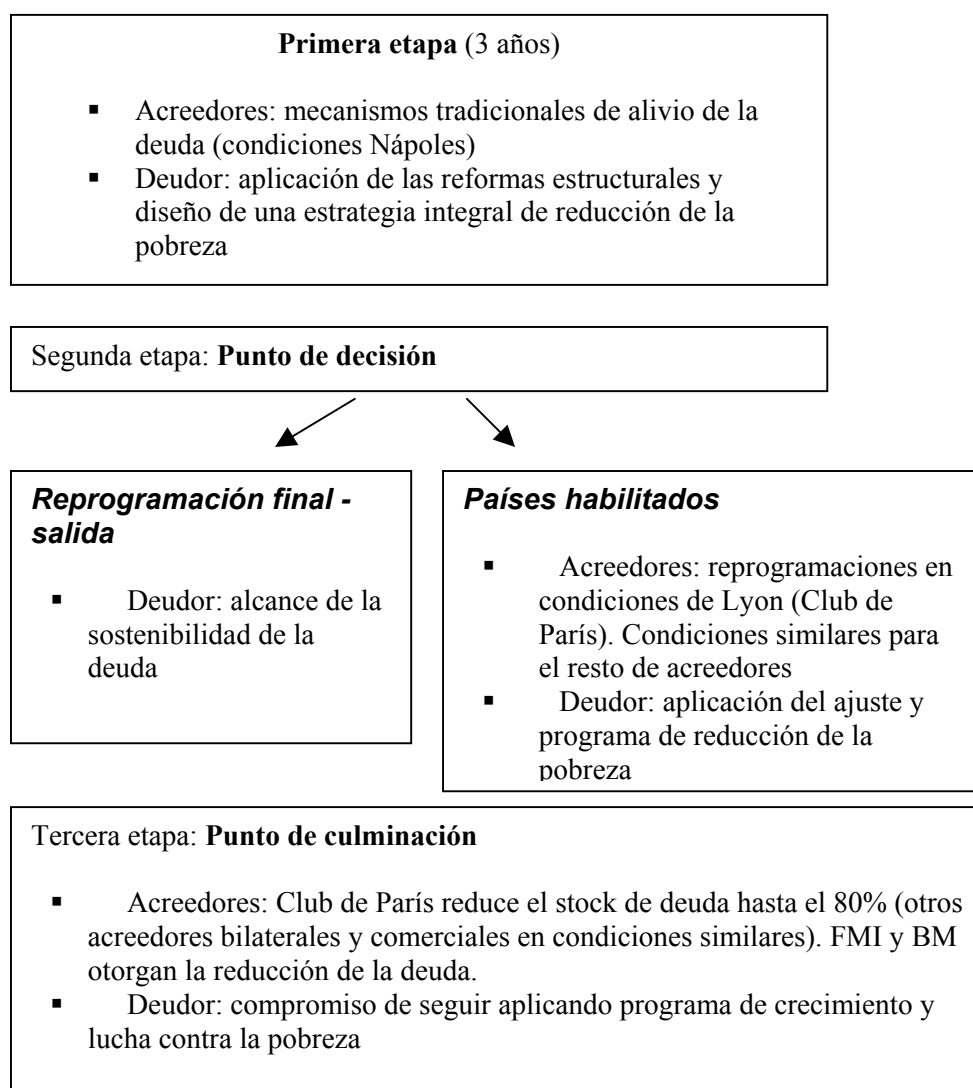 Primera etapa (3 años)
▪ Acreedores: mecanismos tradicionales de alivio de la
deuda (condiciones Nápoles)
▪ Deudor: aplicación de las reformas estructurales y
diseño de una estrategia integral de reducción de la
pobreza
Segunda etapa: Punto de decisión
Reprogramación final -
salida
▪ Deudor: alcance de la
sostenibilidad de la
deuda
Países habilitados
▪ Acreedores: reprogramaciones en
condiciones de Lyon (Club de
París). Condiciones similares para
el resto de acreedores
▪ Deudor: aplicación del ajuste y
programa de reducción de la
pobreza
Tercera etapa: Punto de culminación
▪ Acreedores: Club de París reduce el stock de deuda hasta el 80% (otros
acreedores bilaterales y comerciales en condiciones similares). FMI y BM
otorgan la reducción de la deuda.
▪ Deudor: compromiso de seguir aplicando programa de crecimiento y
lucha contra la pobreza